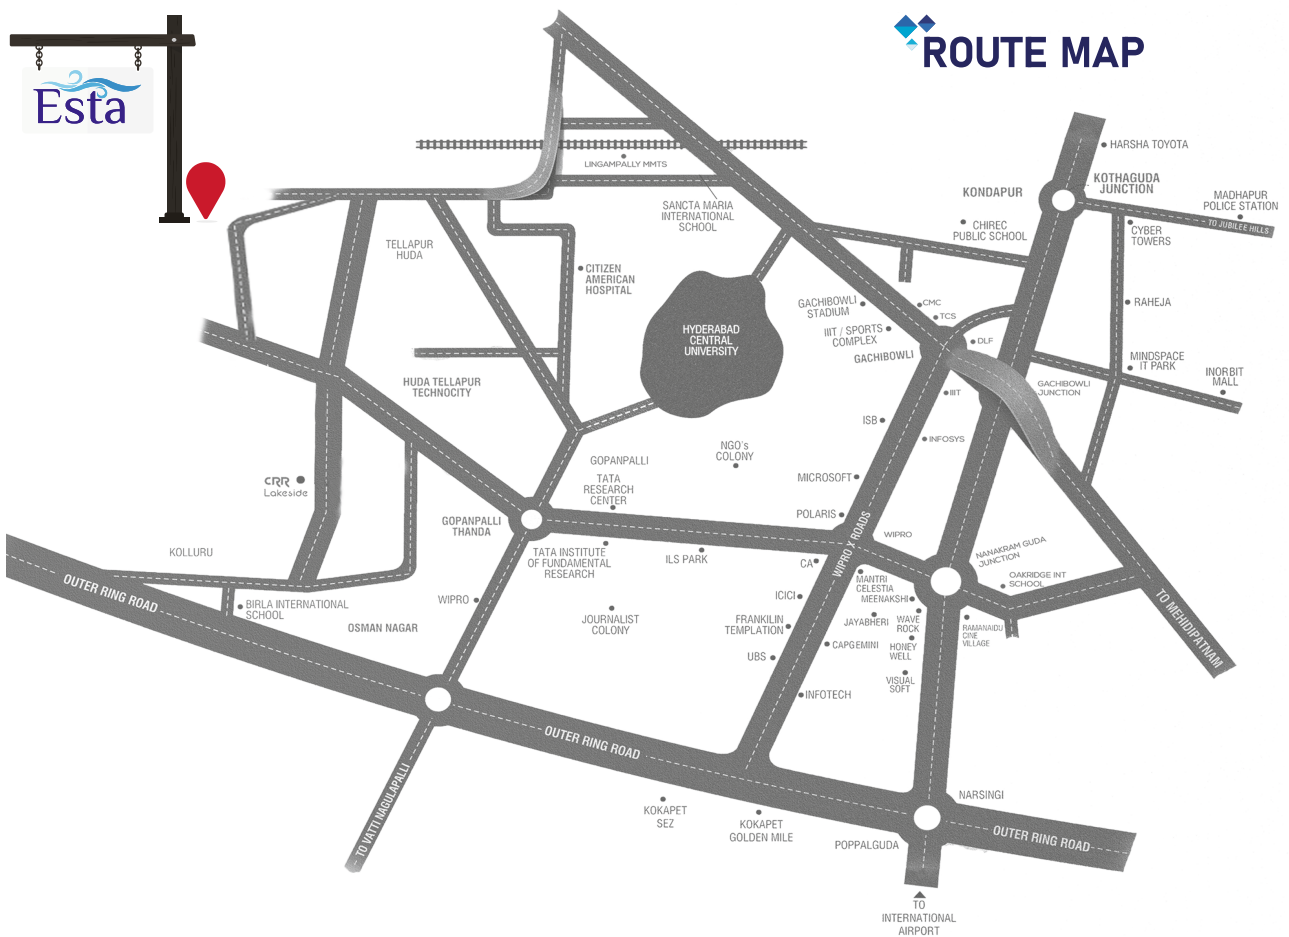 Esta
ROUTE MAP
HARSHA TOYOTA
LINGAMPALLY MMTS
KOTHAGUDA
JUNCTION
KONDAPUR
MADHAPUR
POLICE STATION
TO JUBILEE HILLS
SANCTA MARIA
INTERNATIONAL
SCHOOL
CHIREC
PUBLIC SCHOOL
CYBER
TOWERS
TELLAPUR
HUDA
CITIZEN
AMERICAN
HOSPITAL
GACHIBOWLI
STADIUM
CMC
TCS
RAHEJA
HYDERABAD
CENTRAL
UNIVERSITY
IIIT / SPORTS
COMPLEX
GACHIBOWLI
DLF
MINDSPACE
IT PARK
INORBIT
MALL
HUDA TELLAPUR
TECHNOCITY
IIIT
GACHIBOWLI
JUNCTION
ISB
INFOSYS
NGO's
COLONY
GOPANPALLI
TATA
RESEARCH
CENTER
MICROSOFT
CRR
Lakeside
POLARIS
GOPANPALLI
THANDA
WIPRO X ROADS
WIPRO
NANAKRAM GUDA
JUNCTION
KOLLURU
TATA INSTITUTE
OF FUNDAMENTAL
RESEARCH
ILS PARK
CA
MANTRI
CELESTIA
MEENAKSHI
OAKRIDGE INT
SCHOOL
OUTER RING ROAD
BIRLA INTERNATIONAL
SCHOOL
WIPRO
ICICI
JOURNALIST
COLONY
FRANKILIN
TEMPLATION
JAYABHERI
WAVE
ROCK
RAMANAIDU
CINE
VILLAGE
TO MEHDIPATNAM
OSMAN NAGAR
UBS
CAPGEMINI
HONEY
WELL
VISUAL
SOFT
INFOTECH
OUTER RING ROAD
TO VATTI NAGULAPALLI
KOKAPET
SEZ
KOKAPET
GOLDEN MILE
NARSINGI
OUTER RING ROAD
POPPALGUDA
TO
INTERNATIONAL
AIRPORT